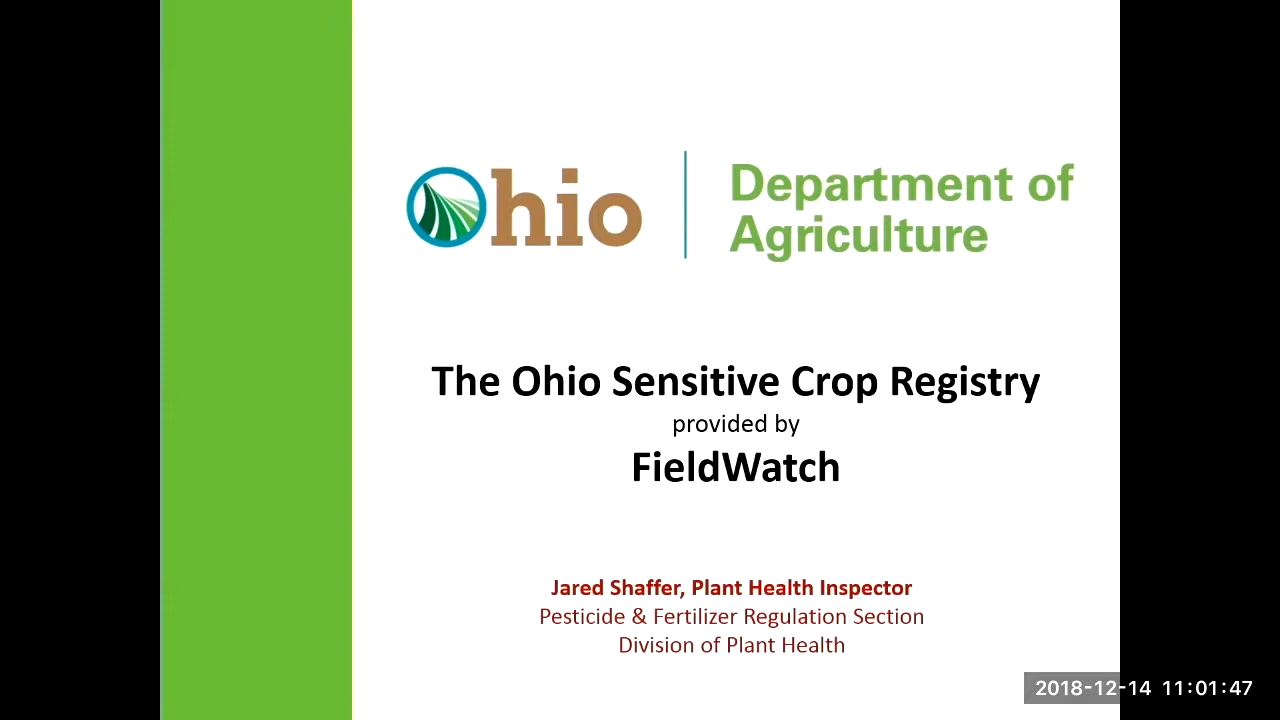 Ohio
Department of
Agriculture
The Ohio Sensitive Crop Registry
provided by
FieldWatch
Jared Shaffer, Plant Health Inspector
Pesticide & Fertilizer Regulation Section
Division of Plant Health
2018-12-14 11:01:47